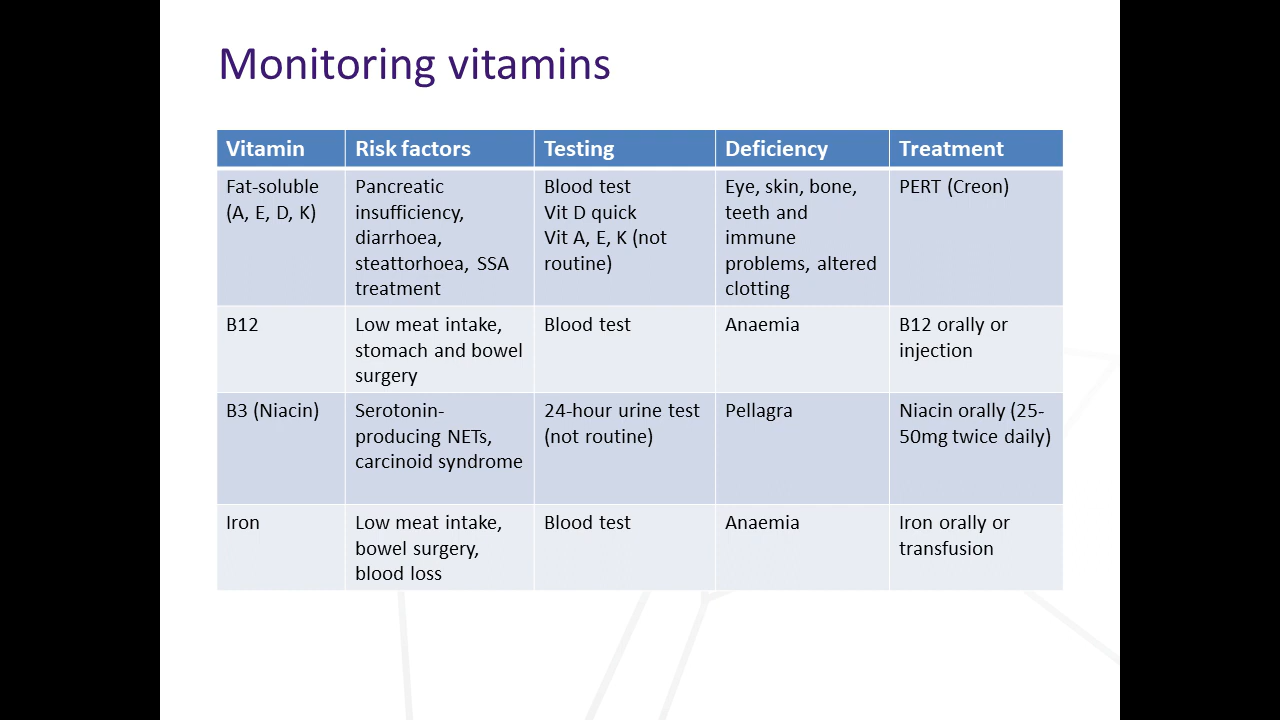 Monitoring vitamins
Vitamin Risk factors Testing Deficiency Treatment
Fat-soluble
(A, E, D, K)
Pancreatic
insufficiency,
diarrhoea,
steattorhoea, SSA
treatment
Blood test
Vit D quick
Vit A, E, K (not
routine)
Eye, skin, bone,
teeth and
immune
problems, altered
clotting
PERT (Creon)
B12
Low meat intake,
stomach and bowel
surgery
Blood test
Anaemia
B12 orally or
injection
B3 (Niacin)
Serotonin-
producing NETs,
carcinoid syndrome
24-hour urine test
(not routine)
Pellagra
Niacin orally (25-
50mg twice daily)
Iron
Low meat intake,
bowel surgery,
blood loss
Blood test
Anaemia
Iron orally or
transfusion